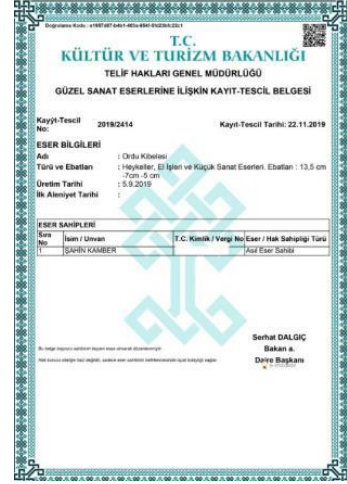 Doğrulama Kodu :
T.C.
KÜLTÜR VE TURİZM BAKANLIĞI
TELİF HAKLARI GENEL MÜDÜRLÜĞÜ
GÜZEL SANAT ESERLERİNE İLİŞKİN KAYIT-TESCİL BELGESİ
Kayýt-Tescil No: 2019/2414 Kayıt-Tescil Tarihi: 22.11.2019
ESER BİLGİLERİ
Adı : Ordu Kibelesi
Türü ve Ebatları : Heykeller, El İşleri ve Küçük Sanat Eserleri. Ebatları : 13,5 cm
-7cm -5 cm
Üretim Tarihi : 5.9.2019
İlk Aleniyet Tarihi :
ESER SAHİPLERİ
Sıra No İsim / Unvan T.C. Kimlik / Vergi No Eser / Hak Sahipliği Türü
1 ŞAHİN KAMBER Asıl Eser Sahibi
Serhat DALGIÇ
Bakan a.
Daire Başkanı